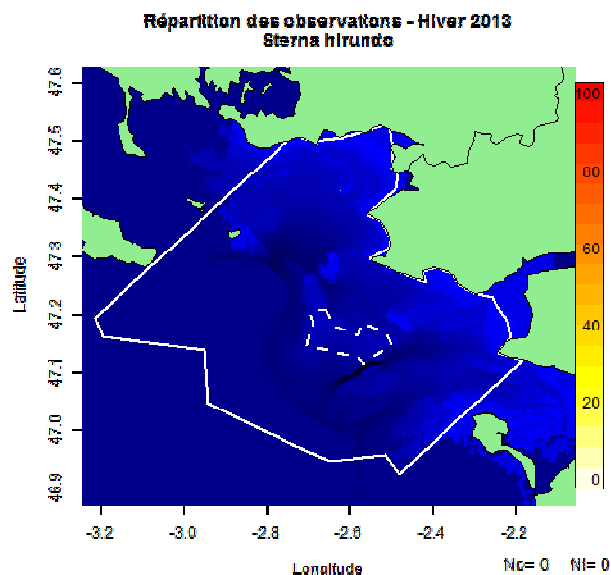 Répartition des observations - Hiver 2013
Sterna hirundo
47.6
47.5
47.4
47.3
47.2
47.1
47.0
46.9
Latitude
100
80
60
40
20
0
-3.2 -3.0 -2.8 -2.6 -2.4 -2.2
Longitude
No= 0 Ni= 0